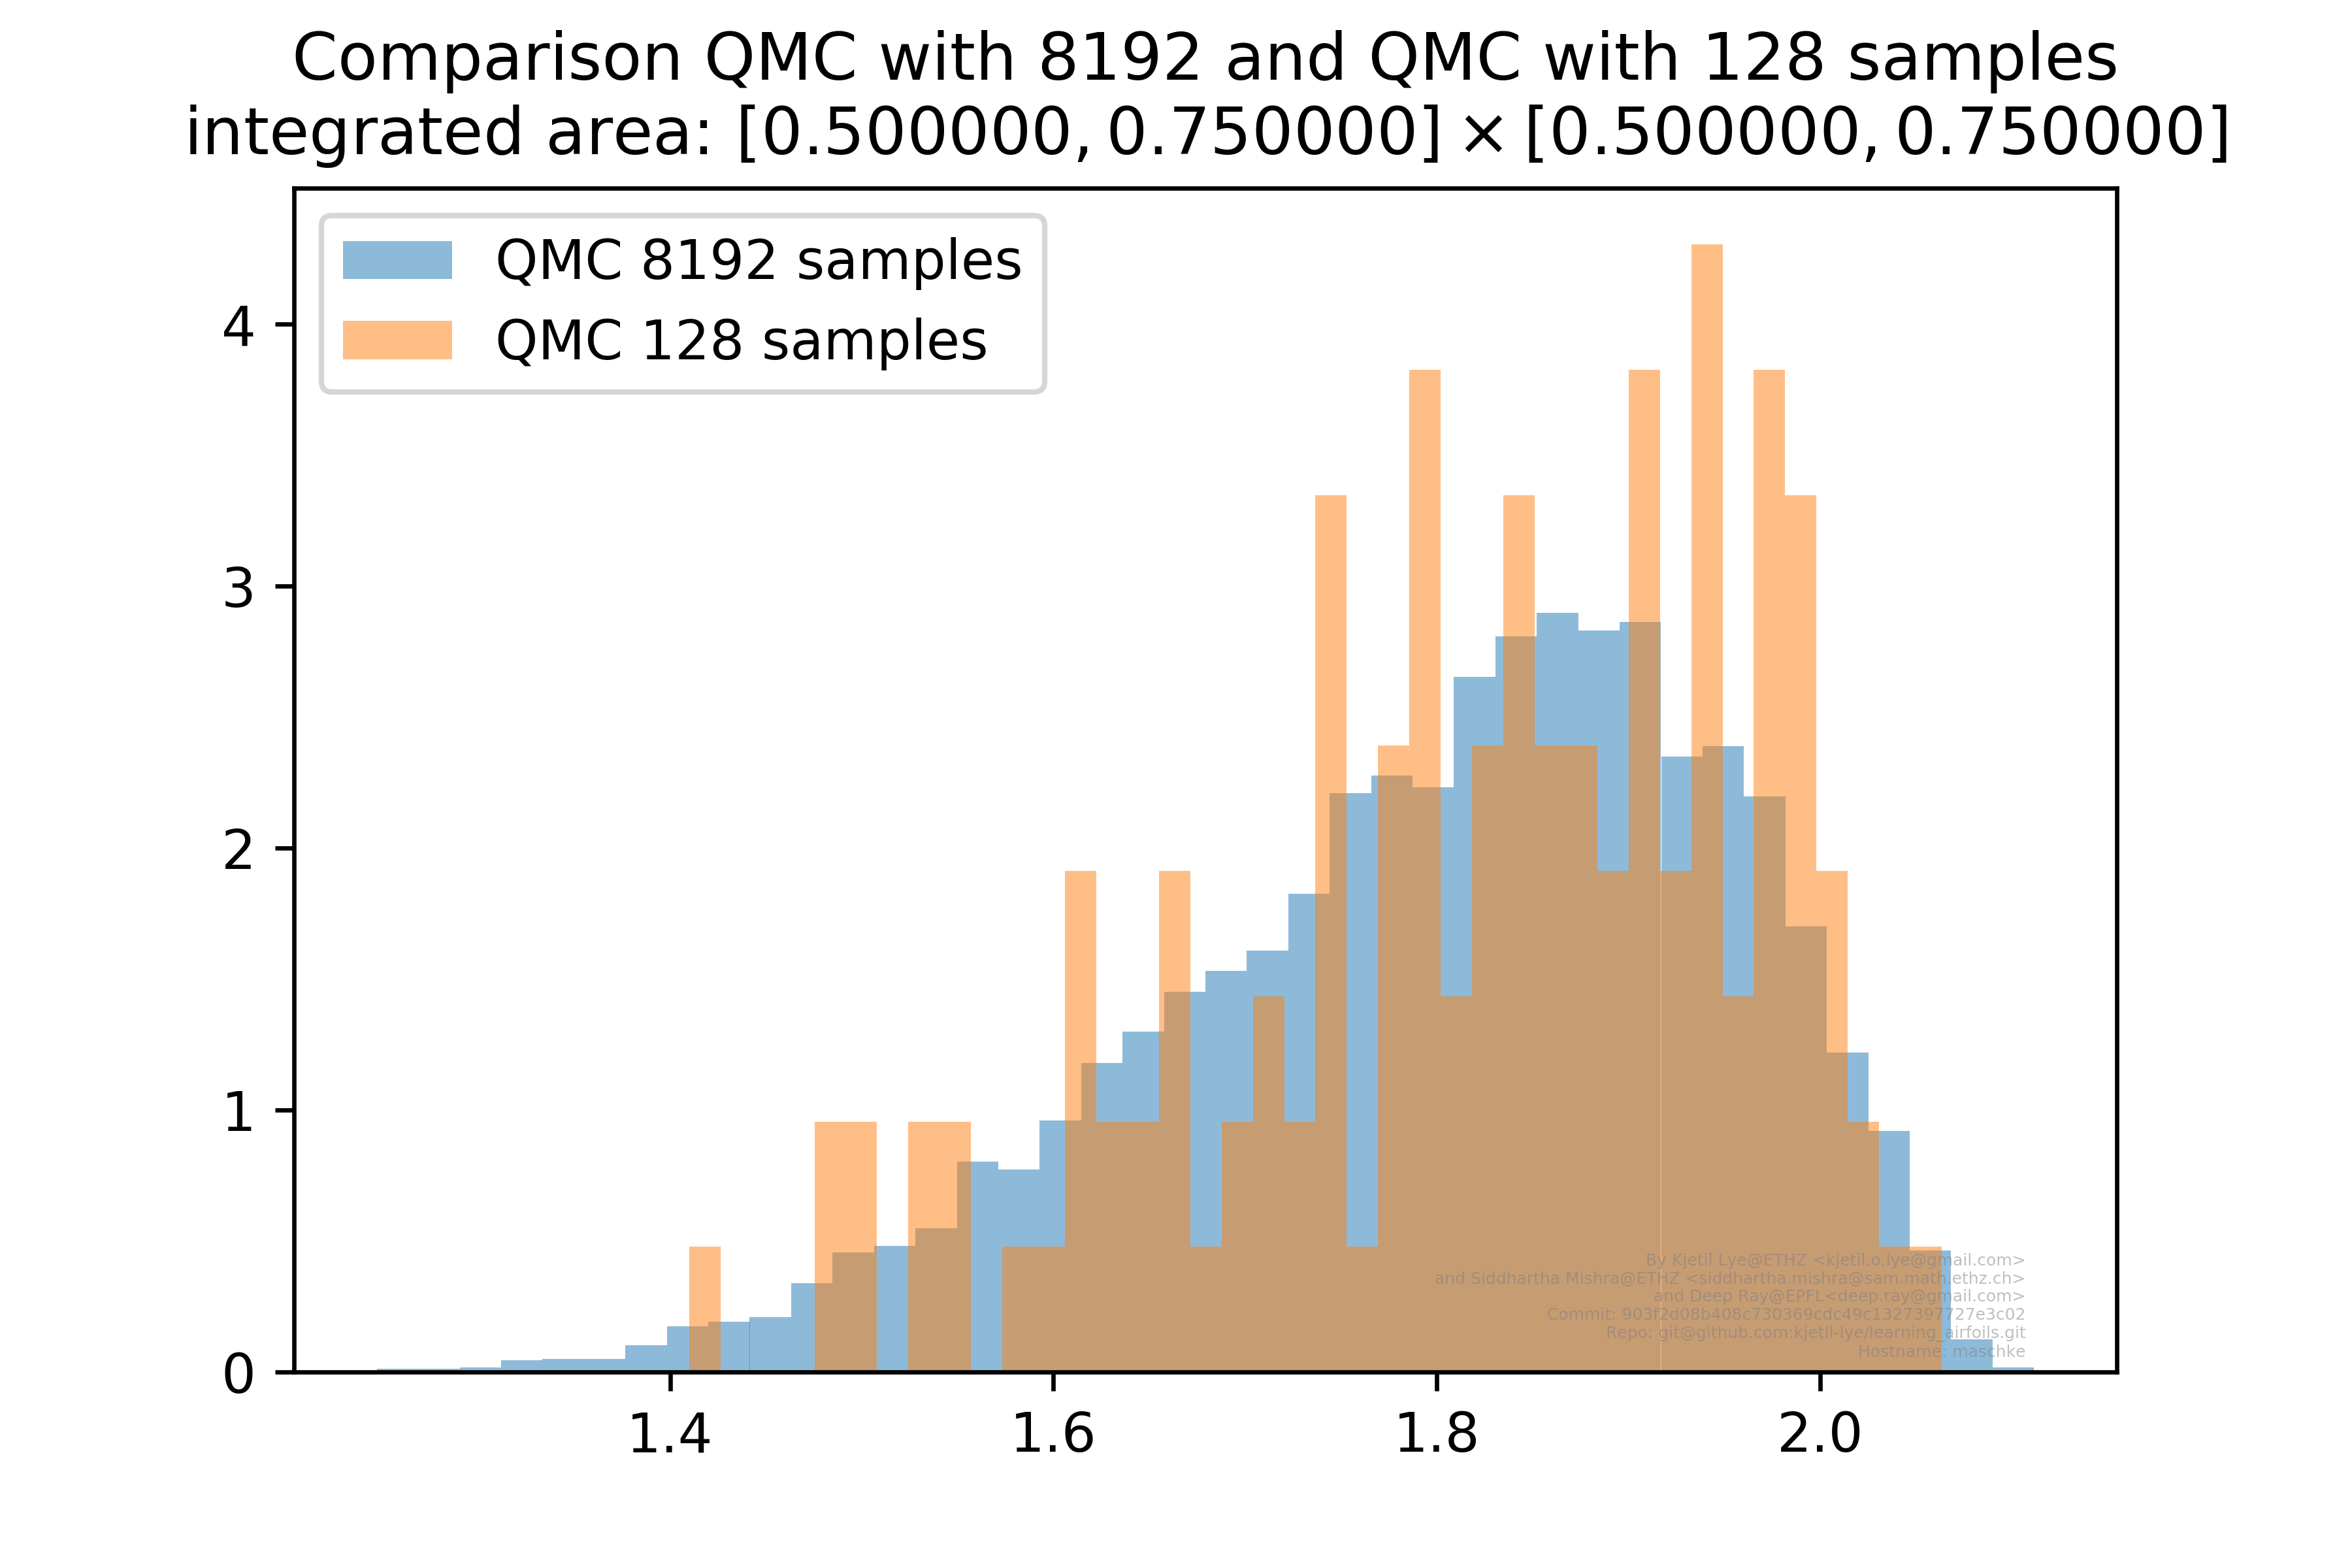 Comparison QMC with 8192 and QMC with 128 samples
integrated area: [0.500000, 0.750000] × [0.500000, 0.750000]
QMC 8192 samples
QMC 128 samples
4
3
2
1
0
1.4 1.6 1.8 2.0
By Kjetil Lye@ETHZ <kjetil.o.lye@gmail.com>
and Siddhartha Mishra@ETHZ <siddhartha.mishra@sam.math.ethz.ch>
and Deep Ray@EPFL<deep.ray@gmail.com>
Commit: 903f2d08b408c730369cdc49c1327397727e3c02
Repo: git@github.com:kjetil-lye/learning_airfoils.git
Hostname: maschke